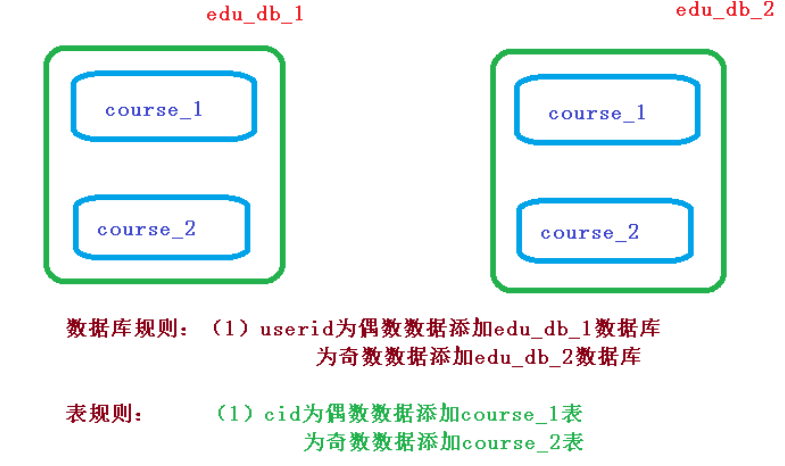 edu_db_1
edu_db_2
course_1
course_1
course_2
course_2
数据库规则：（1）userid为偶数数据添加edu_db_1数据库
为奇数数据添加edu_db_2数据库
表规则：（1）cid为偶数数据添加course_1表
为奇数数据添加course_2表